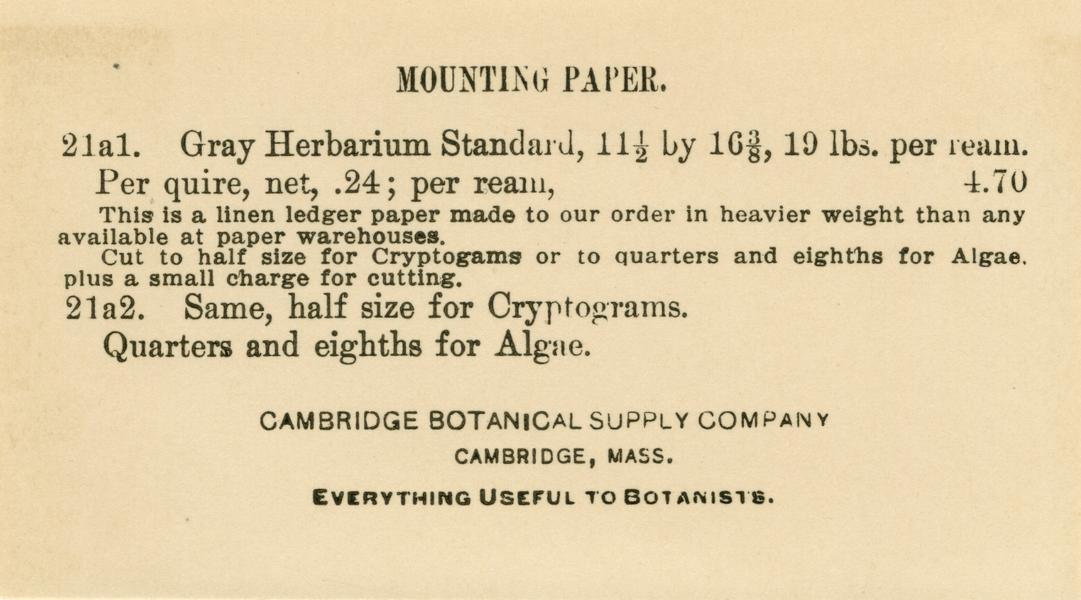 MOUNTING PAPER.
21a1. Gray Herbarium Standard, 11½ by 16⅜, 19 lbs. per ream.
Per quire, net, .24; per ream, 4.70
This is a linen ledger paper made to our order in heavier weight than any
available at paper warehouses.
Cut to half size for Cryptogams or to quarters and eighths for Algae.
plus a small charge for cutting.
21a2. Same, half size for Cryptograms.
Quarters and eighths for Algae.
CAMBRIDGE BOTANICAL SUPPLY COMPANY
CAMBRIDGE, MASS.
EVERYTHING USEFUL TO BOTANISTS.